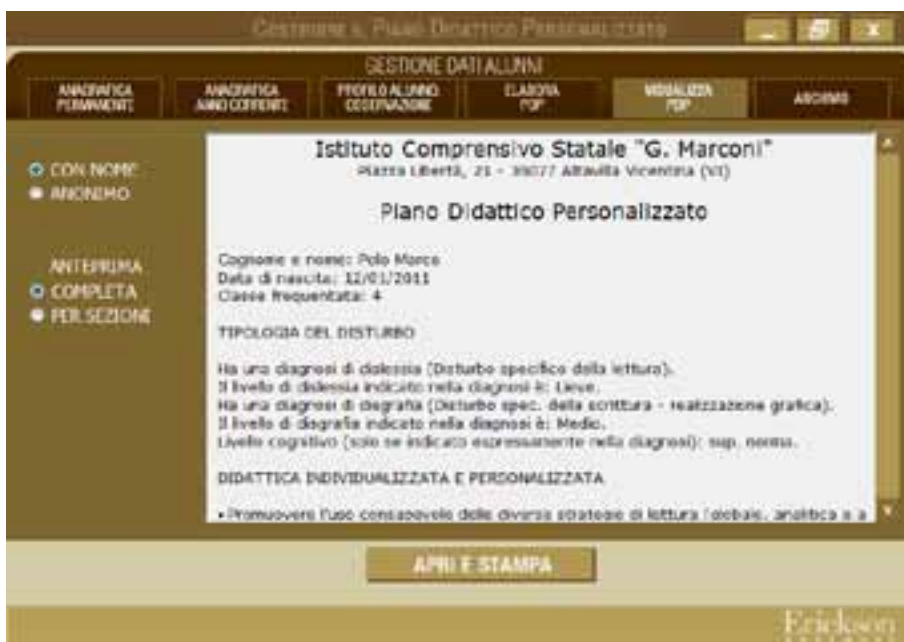 COSTRUIRE IL PIANO DIDATTICO PERSONALIZZATO
GESTIONE DATI ALUNNI
ANAGRAFICA PERMANENTE
ANAGRAFICA ANNO CORRENTE
PROFILO ALUNNO OSSERVAZIONE
ELABORA PDP
VISUALIZZA PDP
ARCHIVIO
CON NOME
ANONIMO
ANTEPRIMA
COMPLETA
PER SEZIONE
Istituto Comprensivo Statale "G. Marconi"
Piazza Libertà, 21 - 36077 Altavilla Vicentina (VI)
Piano Didattico Personalizzato
Cognome e nome: Polo Marco
Data di nascita: 12/01/2011
Classe frequentata: 4
TIPOLOGIA DEL DISTURBO
Ha una diagnosi di dislessia (Disturbo specifico della lettura).
Il livello di dislessia indicato nella diagnosi è: Lieve.
Ha una diagnosi di disgrafia (Disturbo spec. della scrittura - realizzazione grafica).
Il livello di disgrafia indicato nella diagnosi è: Medio.
Livello cognitivo (solo se indicato espressamente nella diagnosi): sup. norma.
DIDATTICA INDIVIDUALIZZATA E PERSONALIZZATA
• Promuovere l'uso consapevole delle diverse strategie di lettura (globale, analitica e a
APRI E STAMPA
Erickson